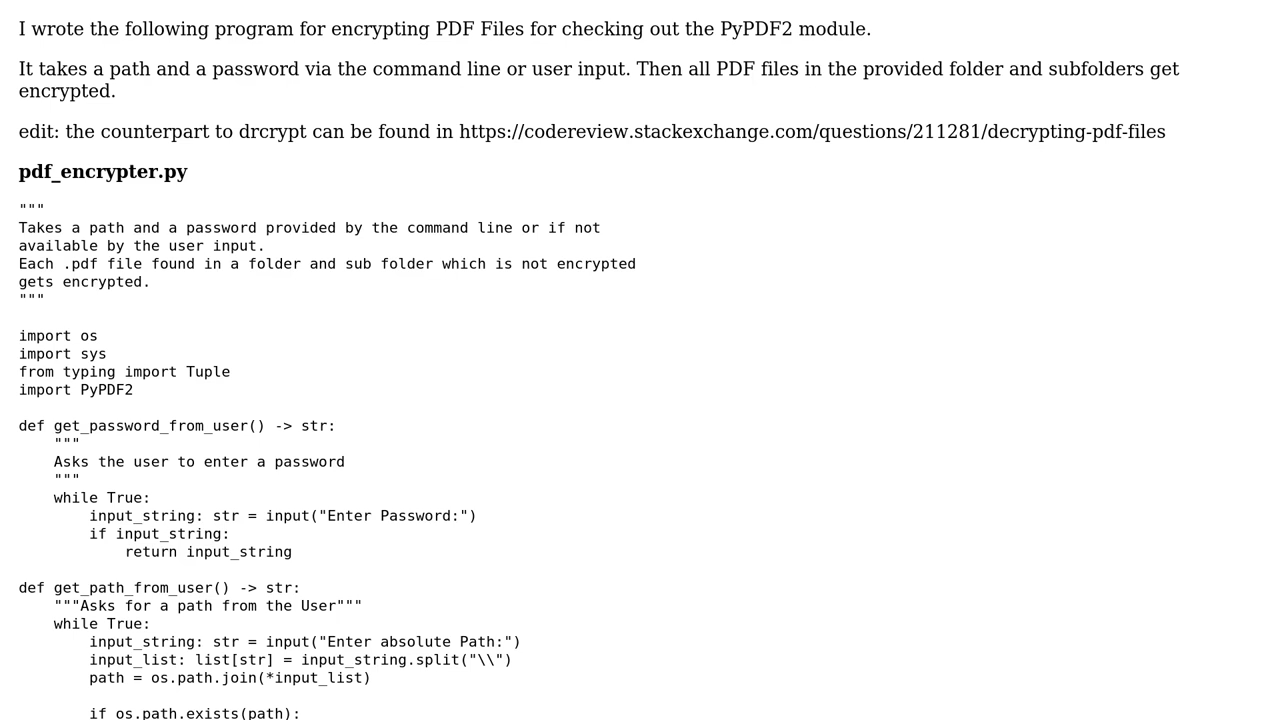 I wrote the following program for encrypting PDF Files for checking out the PyPDF2 module.
It takes a path and a password via the command line or user input. Then all PDF files in the provided folder and subfolders get
encrypted.
edit: the counterpart to drcrypt can be found in https://codereview.stackexchange.com/questions/211281/decrypting-pdf-files
pdf_encrypter.py
"""
Takes a path and a password provided by the command line or if not
available by the user input.
Each .pdf file found in a folder and sub folder which is not encrypted
gets encrypted.
"""

import os
import sys
from typing import Tuple
import PyPDF2

def get_password_from_user() -> str:
    """
    Asks the user to enter a password
    """
    while True:
        input_string: str = input("Enter Password:")
        if input_string:
            return input_string

def get_path_from_user() -> str:
    """Asks for a path from the User"""
    while True:
        input_string: str = input("Enter absolute Path:")
        input_list: list[str] = input_string.split("\\")
        path = os.path.join(*input_list)

        if os.path.exists(path):